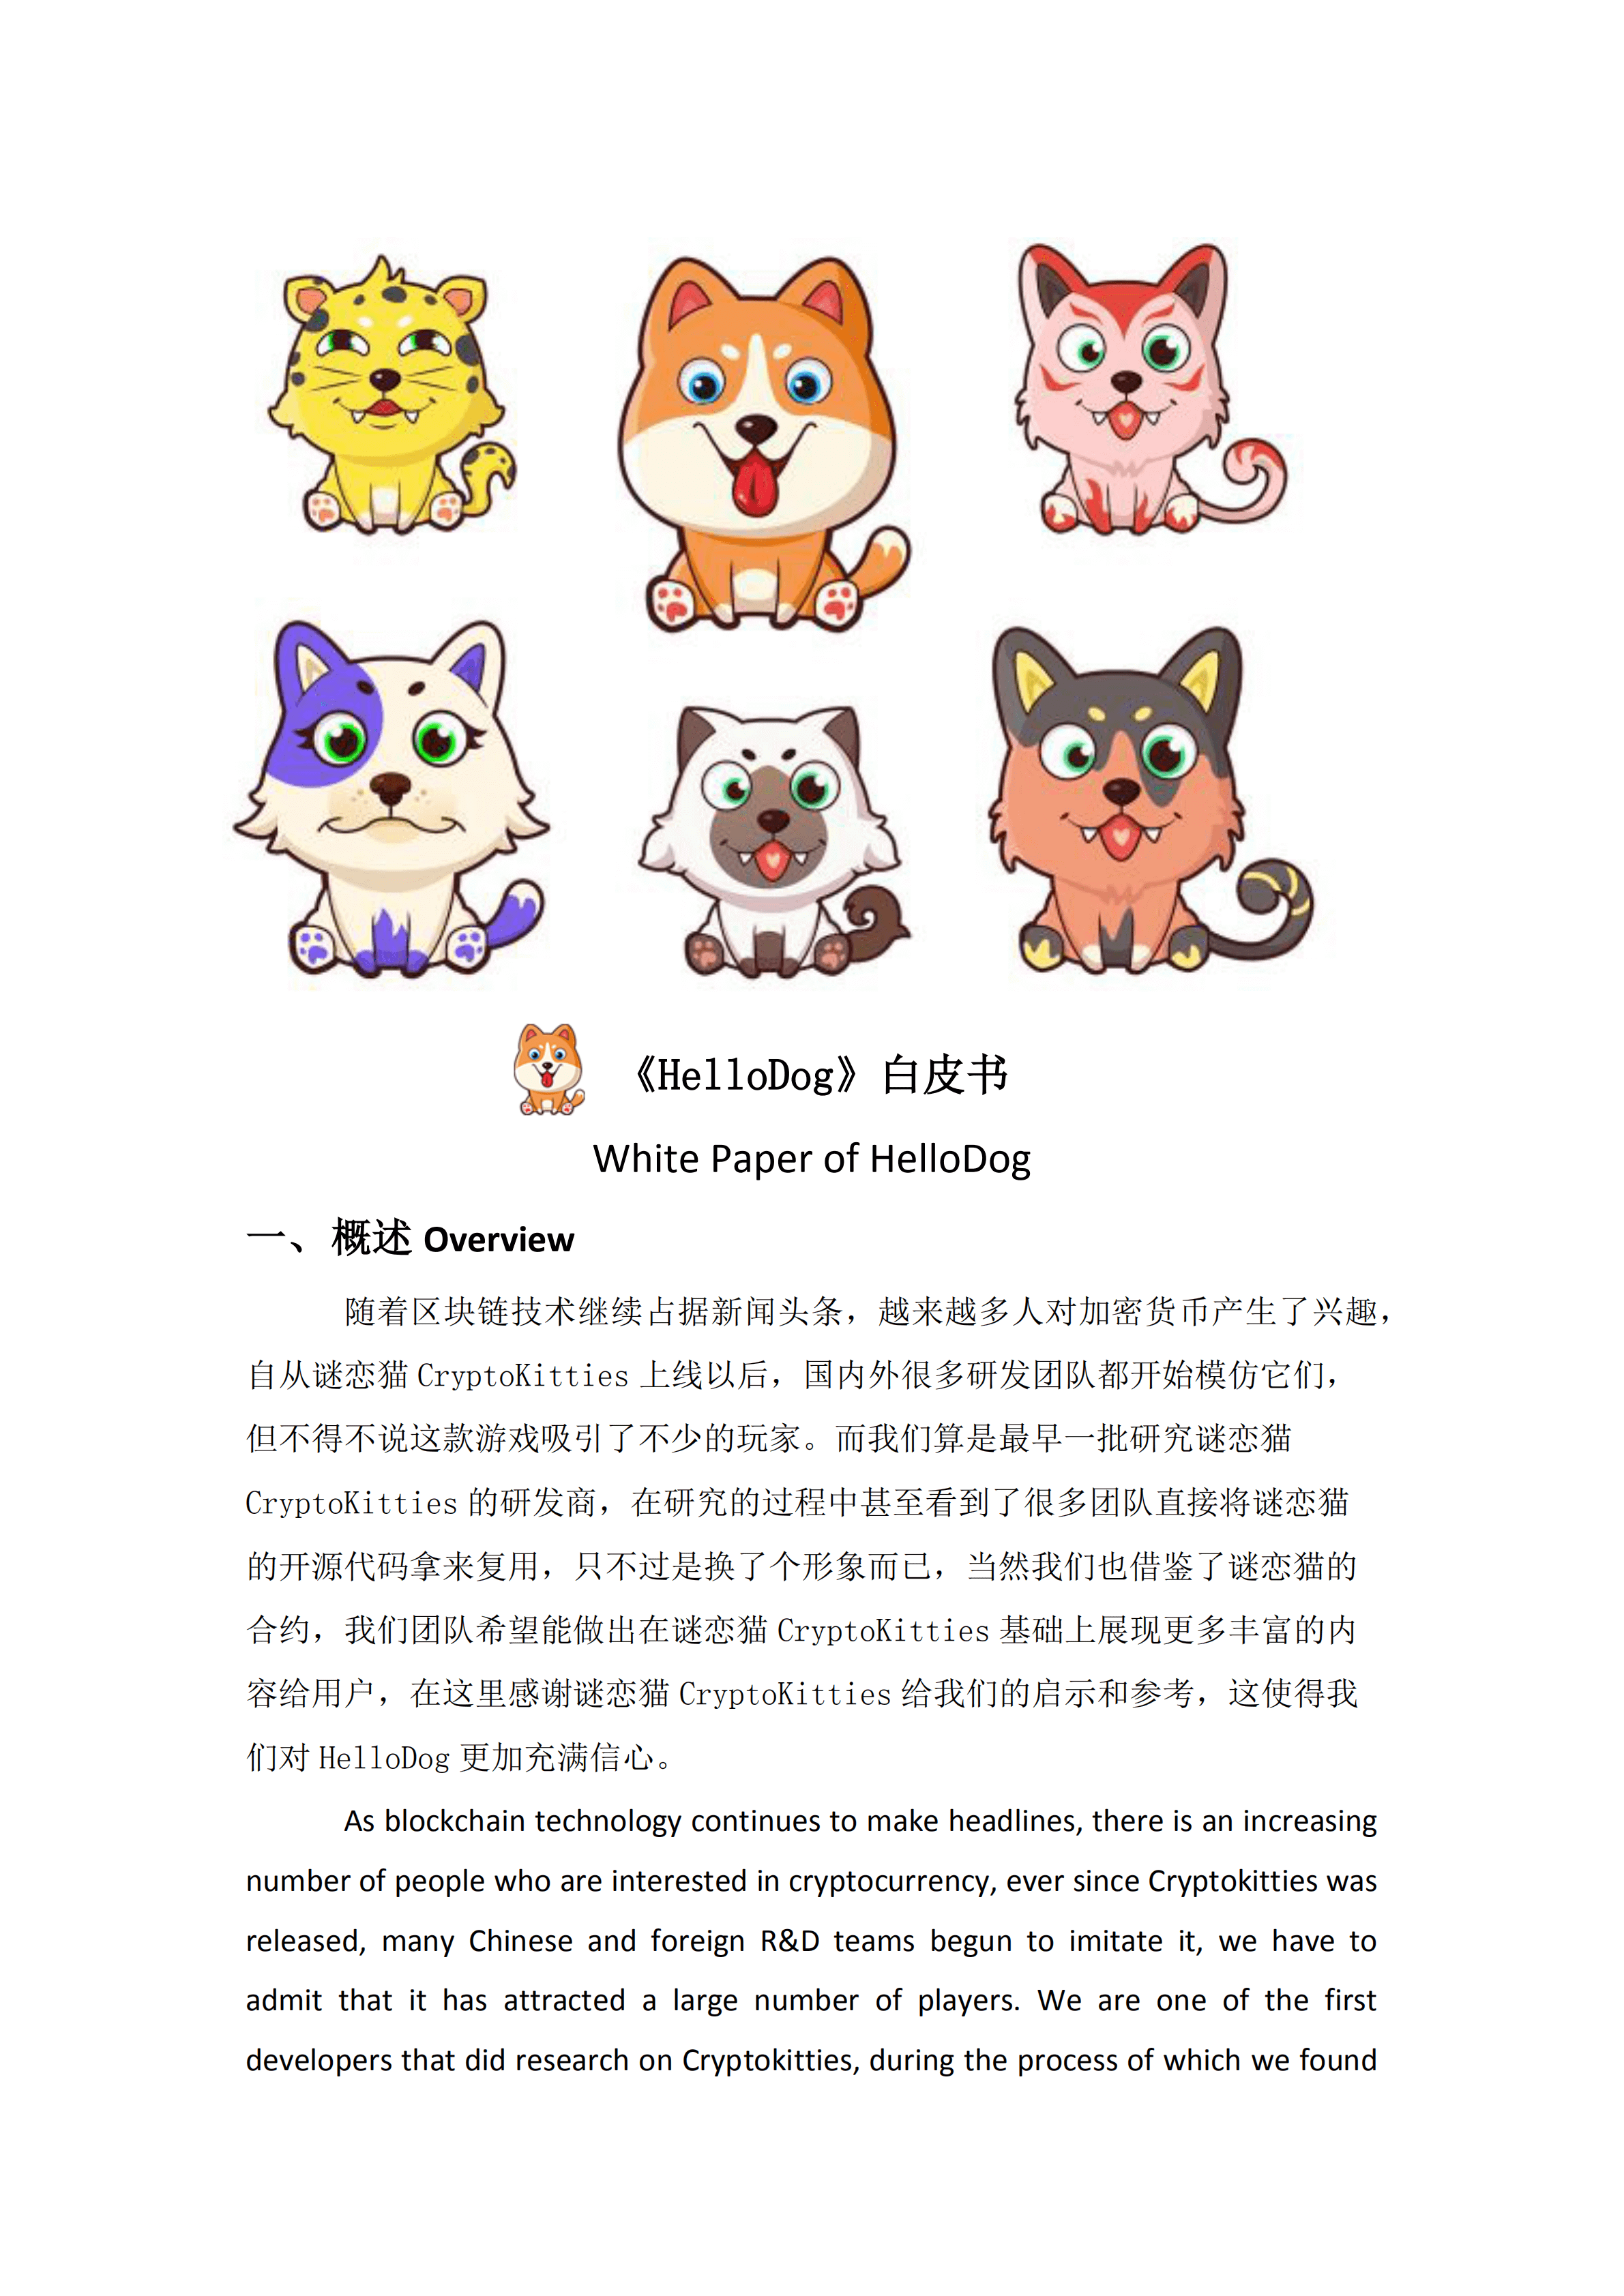 《HelloDog》白皮书
White Paper of HelloDog
一、概述 Overview
随着区块链技术继续占据新闻头条，越来越多人对加密货币产生了兴趣，
自从谜恋猫 CryptoKitties 上线以后，国内外很多研发团队都开始模仿它们，
但不得不说这款游戏吸引了不少的玩家。而我们算是最早一批研究谜恋猫
CryptoKitties 的研发商，在研究的过程中甚至看到了很多团队直接将谜恋猫
的开源代码拿来复用，只不过是换了个形象而已，当然我们也借鉴了谜恋猫的
合约，我们团队希望能做出在谜恋猫 CryptoKitties 基础上展现更多丰富的内
容给用户，在这里感谢谜恋猫 CryptoKitties 给我们的启示和参考，这使得我
们对 HelloDog 更加充满信心。
As blockchain technology continues to make headlines, there is an increasing
number of people who are interested in cryptocurrency, ever since Cryptokitties was
released, many Chinese and foreign R&D teams begun to imitate it, we have to
admit that it has attracted a large number of players. We are one of the first
developers that did research on Cryptokitties, during the process of which we found